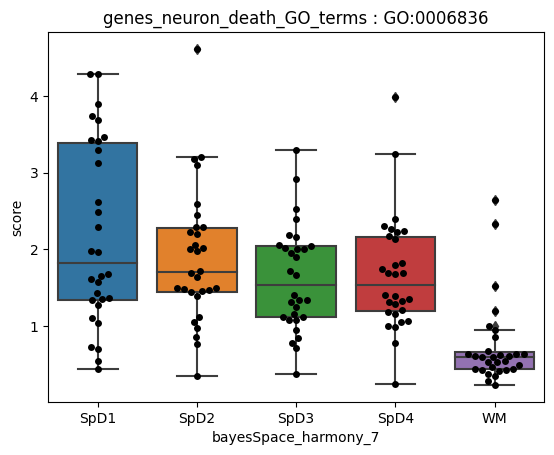 genes_neuron_death_GO_terms : GO:0006836
score
4
3
2
1
SpD1 SpD2 SpD3 SpD4 WM
bayesSpace_harmony_7